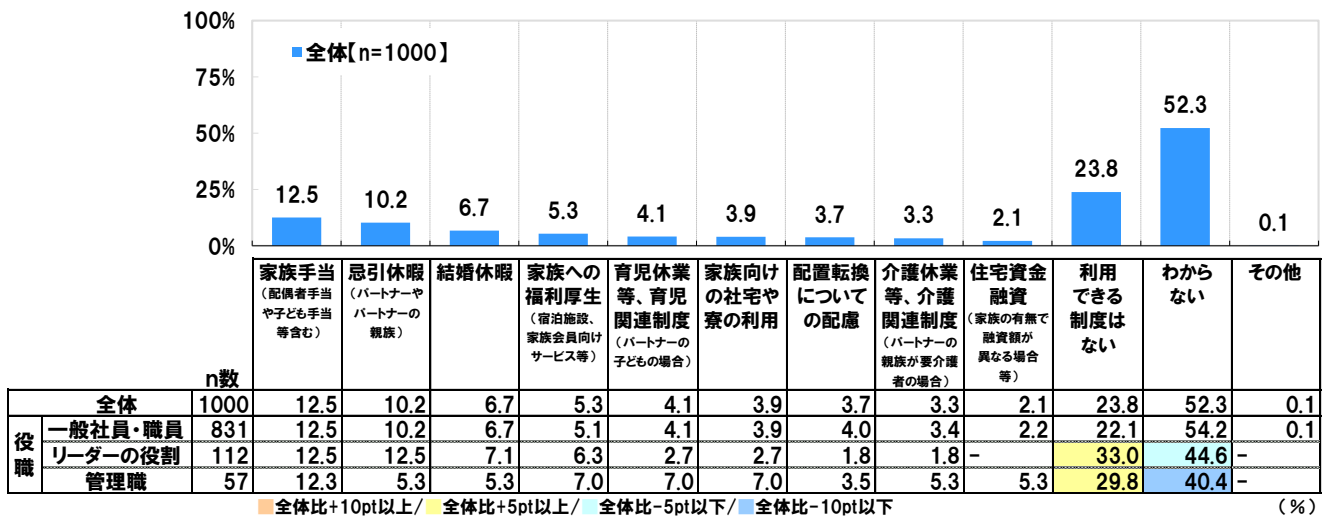 100%
■全体【n=1000】
75%
50%
25%
0%
12.5
10.2
6.7
5.3
4.1
3.9
3.7
3.3
2.1
23.8
52.3
0.1
家族手当
(配偶者手当
や子ども手当
等含む)
忌引休暇
(パートナーや
パートナーの
親族)
結婚休暇
家族への
福利厚生
(宿泊施設、
家族会員向け
サービス等)
育児休業
等、育児
関連制度
(パートナーの
子どもの場合)
家族向け
の社宅や
寮の利用
配置転換
について
の配慮
介護休業
等、介護
関連制度
(パートナーの
親族が要介護
者の場合)
住宅資金
融資
(家族の有無で
融資額が
異なる場合
等)
利用
できる
制度は
ない
わから
ない
その他
n数
全体 1000 12.5 10.2 6.7 5.3 4.1 3.9 3.7 3.3 2.1 23.8 52.3 0.1
役職
一般社員・職員 831 12.5 10.2 6.7 5.1 4.1 3.9 4.0 3.4 2.2 22.1 54.2 0.1
リーダーの役割 112 12.5 12.5 7.1 6.3 2.7 2.7 1.8 1.8 - 33.0 44.6 -
管理職 57 12.3 5.3 5.3 7.0 7.0 7.0 3.5 5.3 5.3 29.8 40.4 -
■全体比+10pt以上/■全体比+5pt以上/■全体比-5pt以下/■全体比-10pt以下 (%)